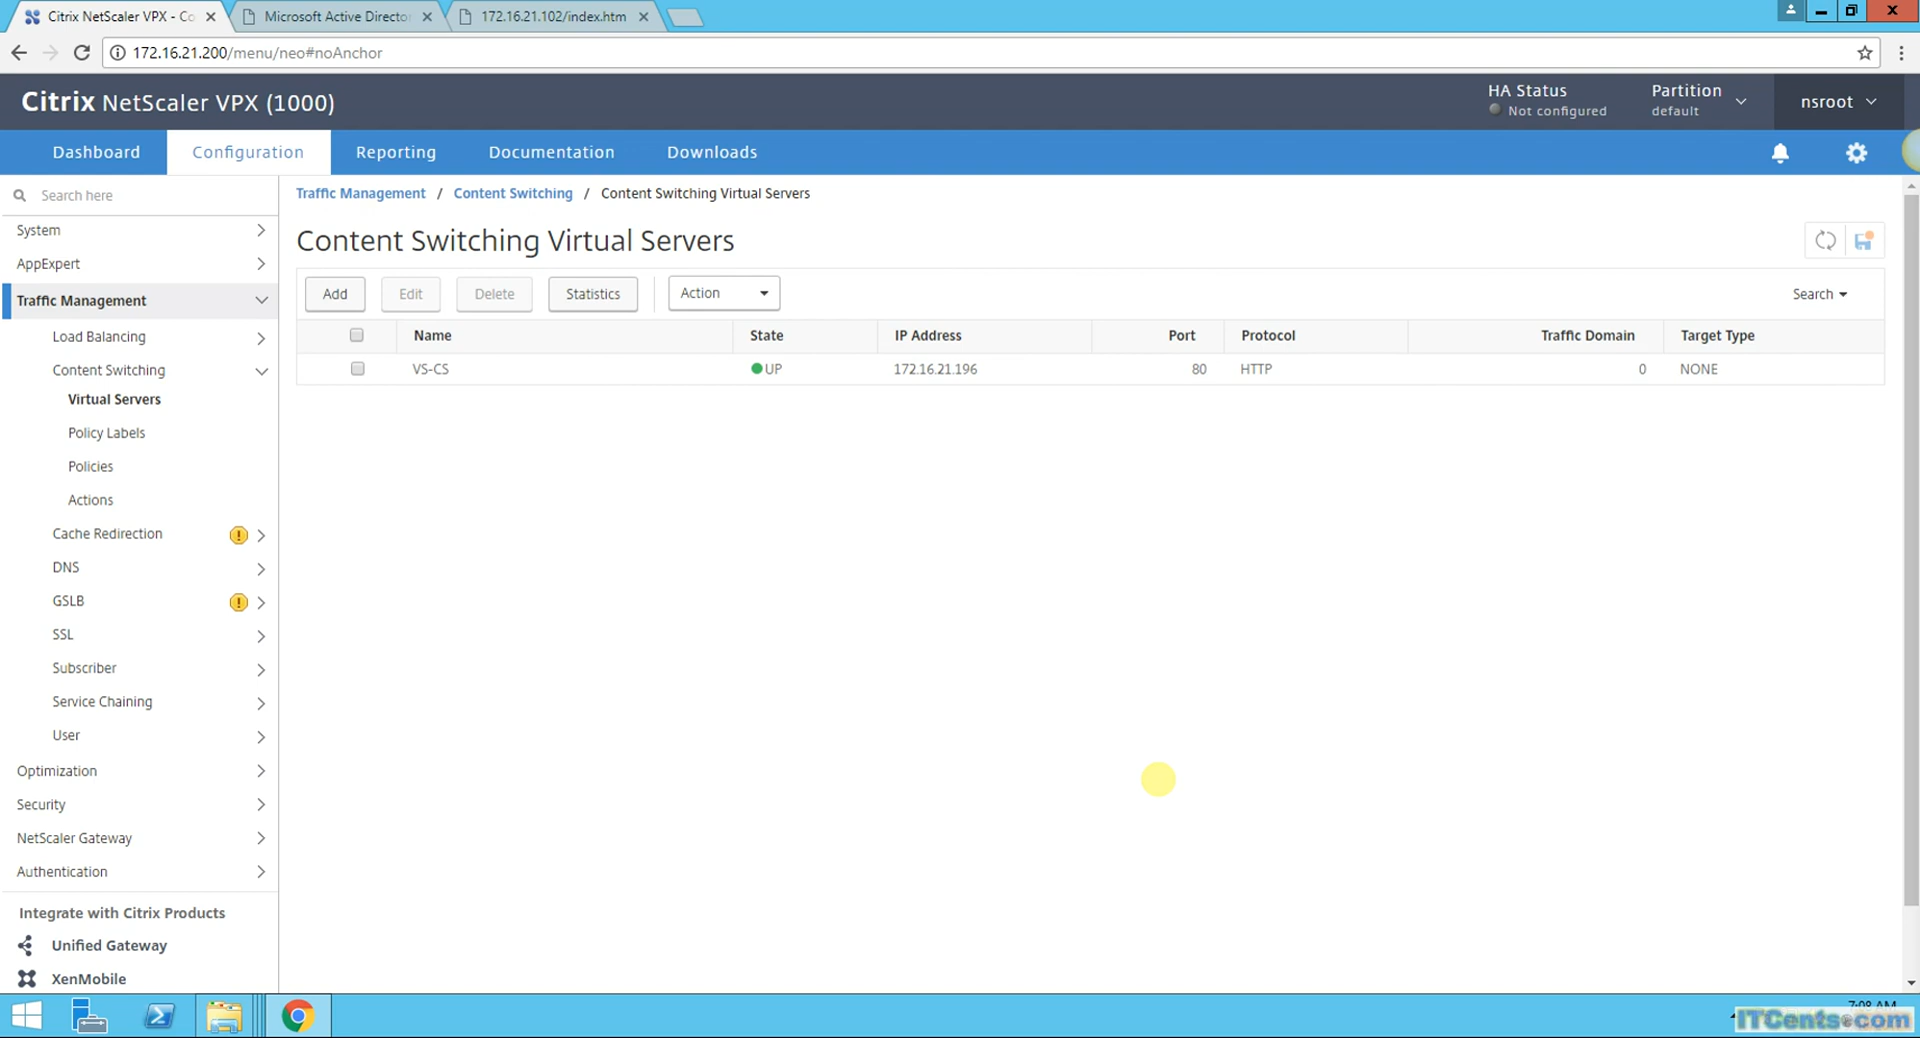 Citrix NetScaler VPX - Co
Microsoft Active Director
172.16.21.102/index.htm
172.16.21.200/menu/neo#noAnchor
Citrix NetScaler VPX (1000)
HA Status
Not configured
Partition
default
nsroot
Dashboard
Configuration
Reporting
Documentation
Downloads
Search here
System
AppExpert
Traffic Management
Load Balancing
Content Switching
Virtual Servers
Policy Labels
Policies
Actions
Cache Redirection
DNS
GSLB
SSL
Subscriber
Service Chaining
User
Optimization
Security
NetScaler Gateway
Authentication
Integrate with Citrix Products
Unified Gateway
XenMobile
Traffic Management / Content Switching / Content Switching Virtual Servers
Content Switching Virtual Servers
Add Edit Delete Statistics Action Search
Name State IP Address Port Protocol Traffic Domain Target Type
VS-CS UP 172.16.21.196 80 HTTP 0 NONE
7:08 AM
ITCents.com